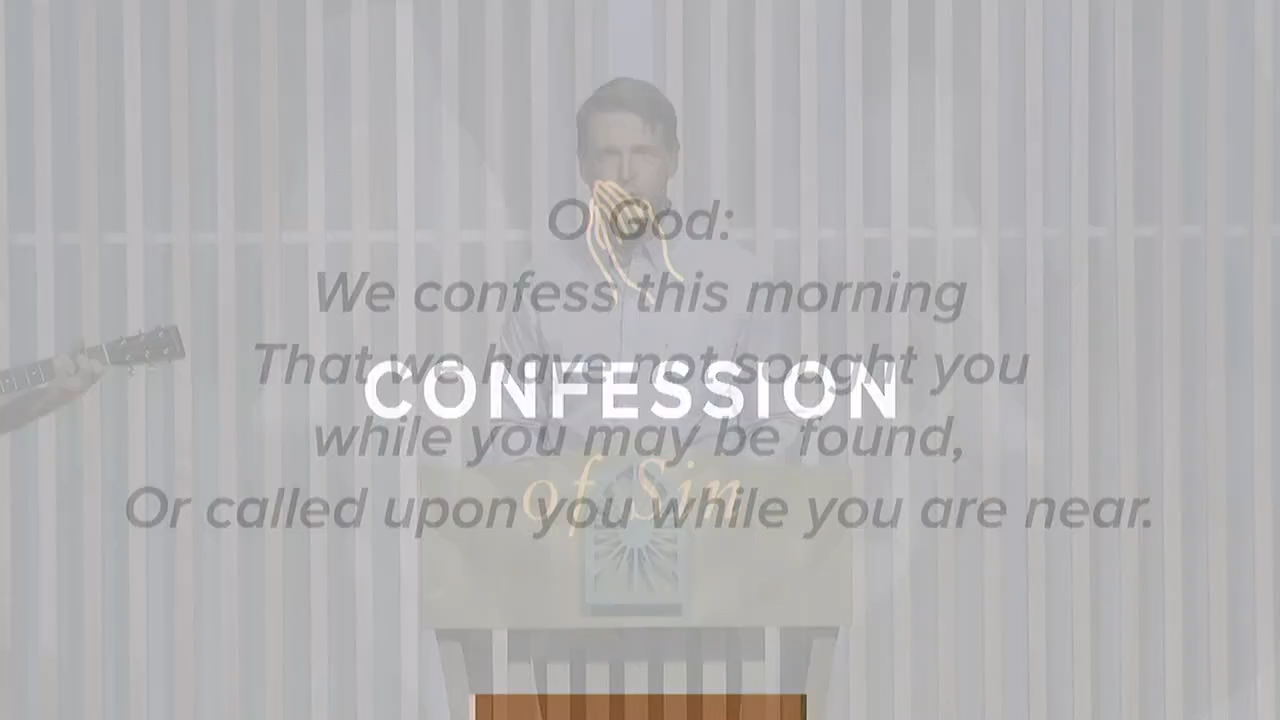 O God:
We confess this morning
That we have not sought you
CONFESSION
while you may be found,
of Sin
Or called upon you while you are near.